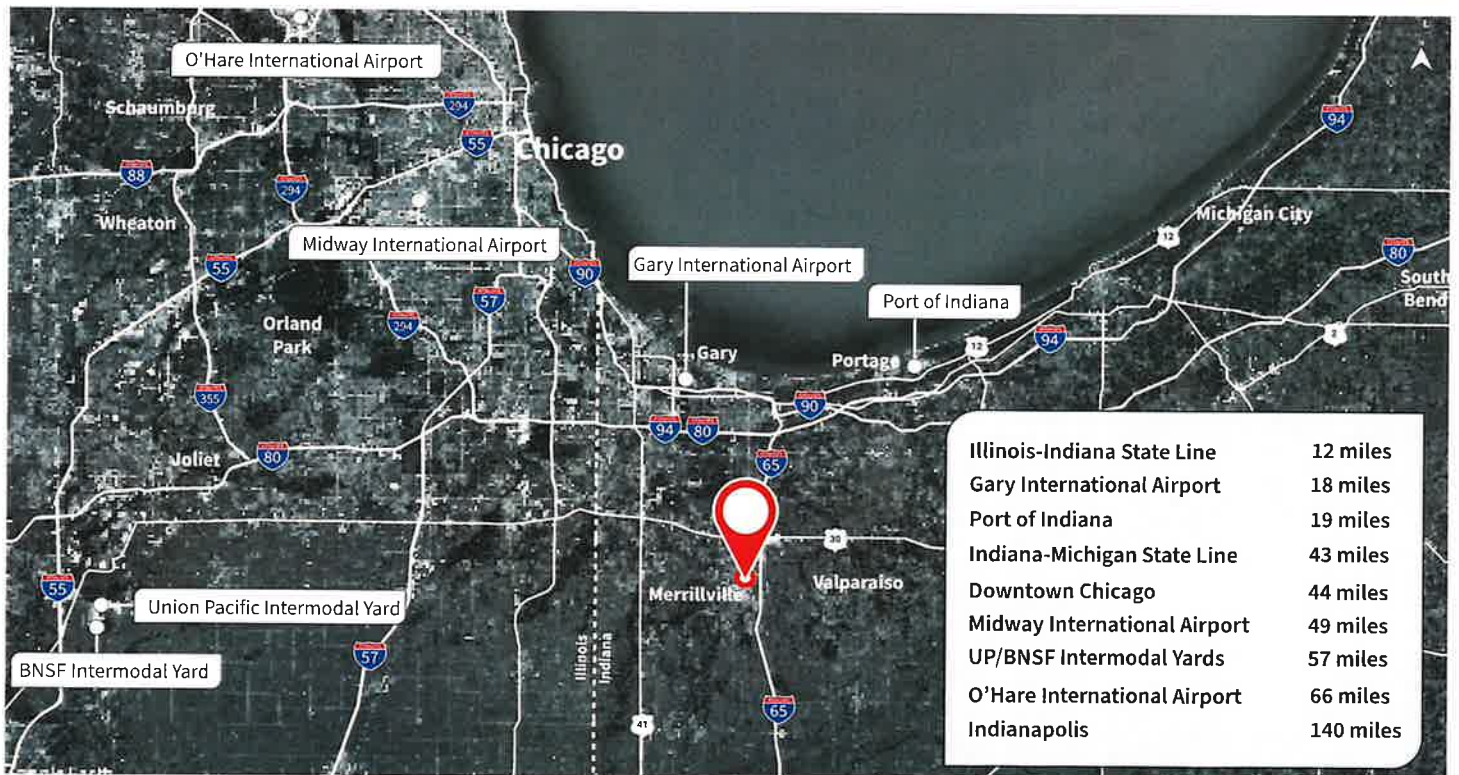 O'Hare International Airport
Schaumburg
294
55
Chicago
94
88
294
Wheaton
Michigan City
12
Midway International Airport
55
90
Gary International Airport
80
South
Bend
57
Port of Indiana
Orland
Park
294
Gary
Portage
12
94
2
355
90
94
80
Joliet
80
65
30
Merrillville
Valparaiso
55
Union Pacific Intermodal Yard
BNSF Intermodal Yard
57
Illinois
Indiana
41
65
Illinois-Indiana State Line 12 miles
Gary International Airport 18 miles
Port of Indiana 19 miles
Indiana-Michigan State Line 43 miles
Downtown Chicago 44 miles
Midway International Airport 49 miles
UP/BNSF Intermodal Yards 57 miles
O'Hare International Airport 66 miles
Indianapolis 140 miles